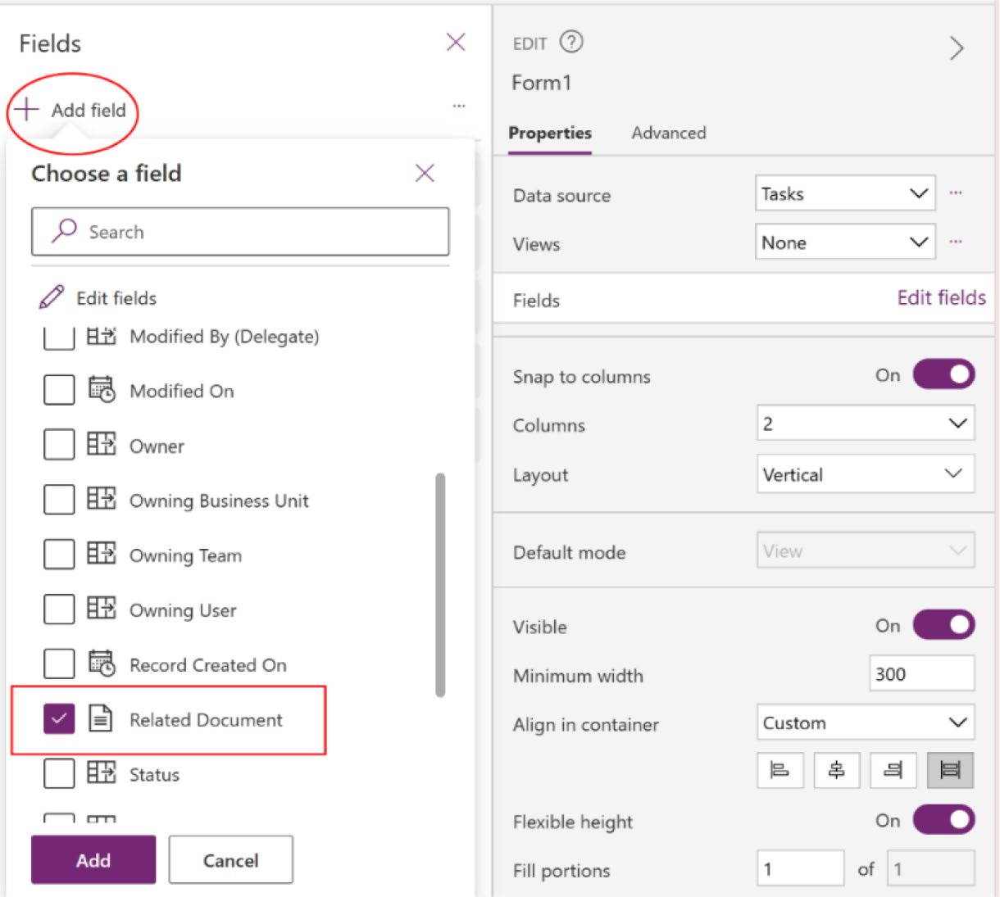 Fields
Add field
...
Choose a field
Search
Edit fields
Modified By (Delegate)
Modified On
Owner
Owning Business Unit
Owning Team
Owning User
Record Created On
Related Document
Status
Add
Cancel
EDIT ?
Form1
Properties Advanced
Data source Tasks ...
Views None ...
Fields Edit fields
Snap to columns On
Columns 2
Layout Vertical
Default mode View
Visible On
Minimum width 300
Align in container Custom
Flexible height On
Fill portions 1 of 1